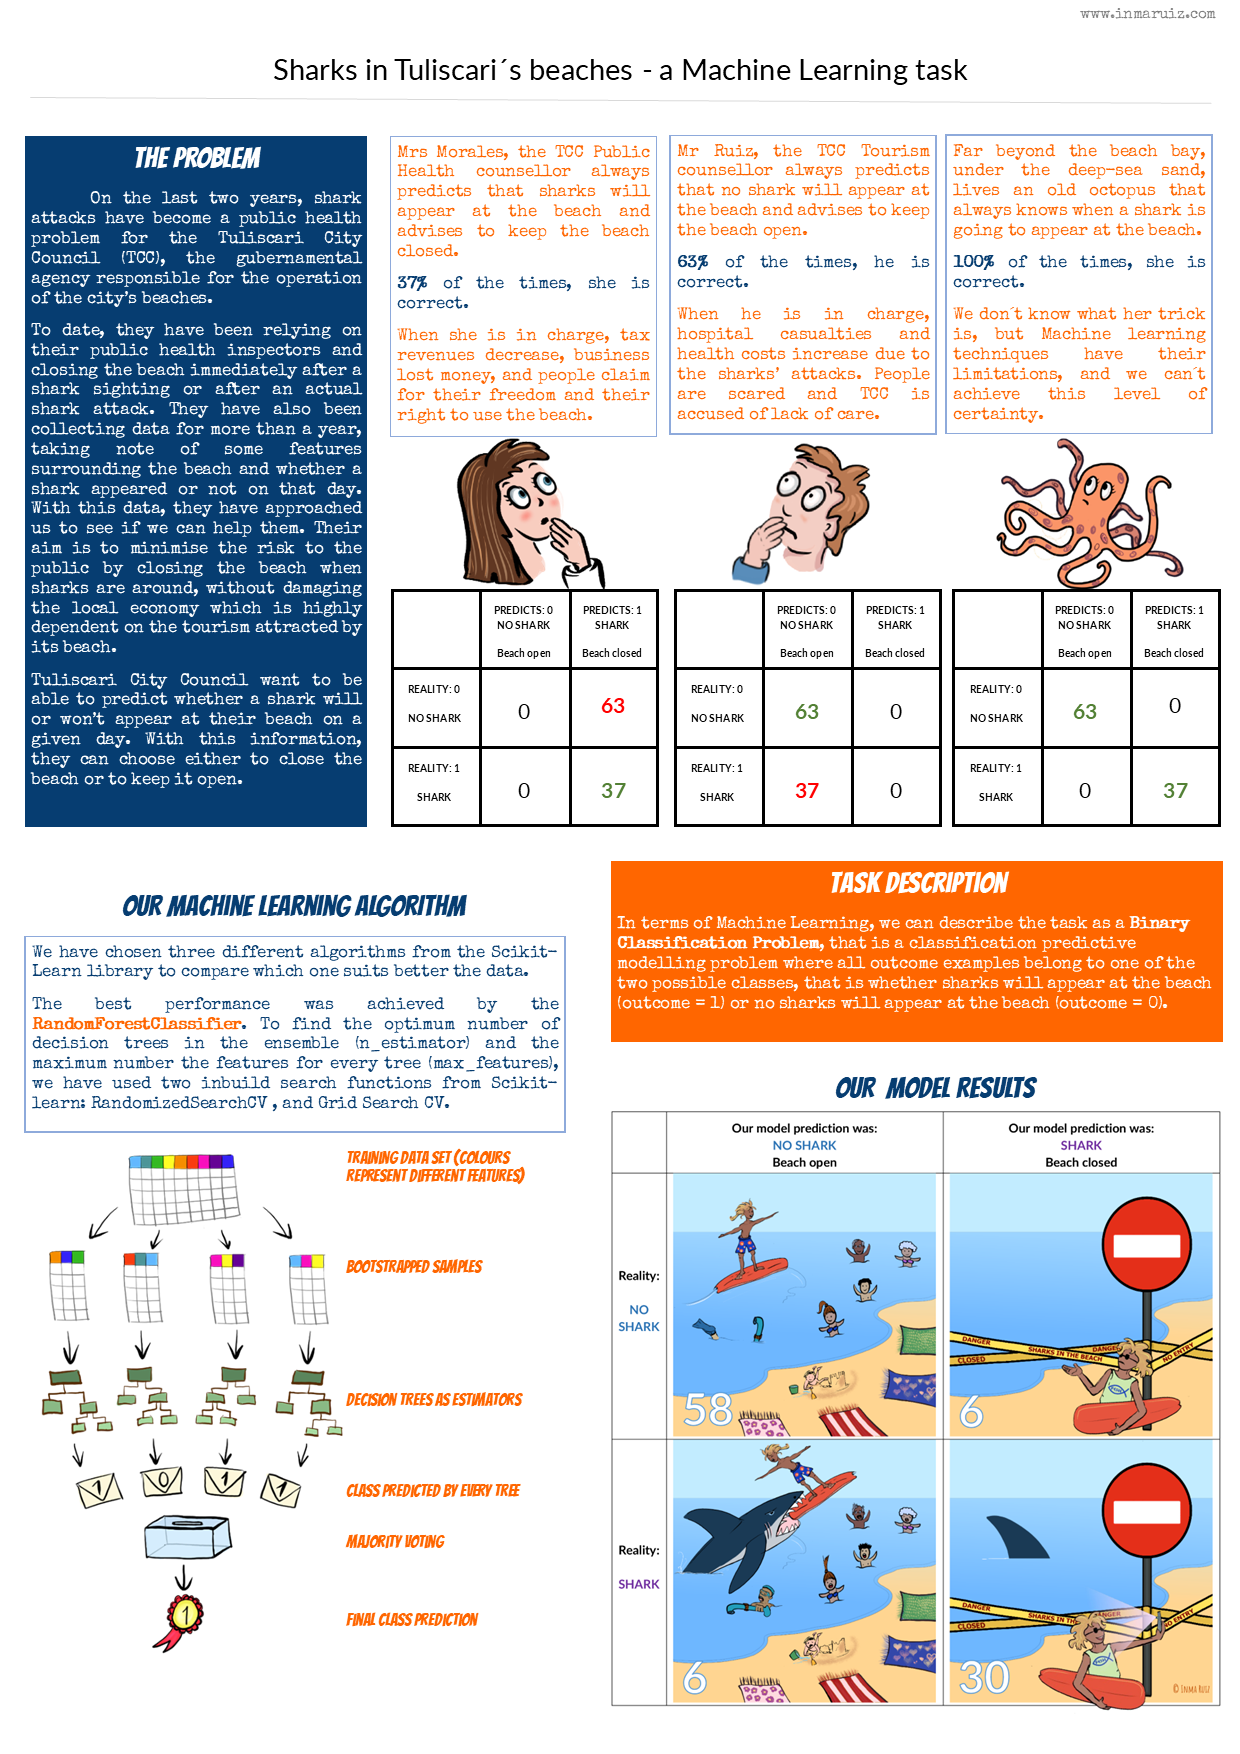 www.inmaruiz.com
Sharks in Tuliscari´s beaches - a Machine Learning task
THE PROBLEM
On the last two years, shark
attacks have become a public health
problem for the Tuliscari City
Council (TCC), the gubernamental
agency responsible for the operation
of the city's beaches.
To date, they have been relying on
their public health inspectors and
closing the beach immediately after a
shark sighting or after an actual
shark attack. They have also been
collecting data for more than a year,
taking note of some features
surrounding the beach and whether a
shark appeared or not on that day.
With this data, they have approached
us to see if we can help them. Their
aim is to minimise the risk to the
public by closing the beach when
sharks are around, without damaging
the local economy which is highly
dependent on the tourism attracted by
its beach.
Tuliscari City Council want to be
able to predict whether a shark will
or won't appear at their beach on a
given day. With this information,
they can choose either to close the
beach or to keep it open.
Mrs Morales, the TCC Public
Health counsellor always
predicts that sharks will
appear at the beach and
advises to keep the beach
closed.
37% of the times, she is
correct.
When she is in charge, tax
revenues decrease, business
lost money, and people claim
for their freedom and their
right to use the beach.
Mr Ruiz, the TCC Tourism
counsellor always predicts
that no shark will appear at
the beach and advises to keep
the beach open.
63% of the times, he is
correct.
When he is in charge,
hospital casualties and
health costs increase due to
the sharks' attacks. People
are scared and TCC is
accused of lack of care.
Far beyond the beach bay,
under the deep-sea sand,
lives an old octopus that
always knows when a shark is
going to appear at the beach.
100% of the times, she is
correct.
We don´t know what her trick
is, but Machine learning
techniques have their
limitations, and we can´t
achieve this level of
certainty.
PREDICTS: 0
NO SHARK
Beach open
PREDICTS: 1
SHARK
Beach closed
REALITY: 0
NO SHARK
0
63
REALITY: 1
SHARK
0
37
PREDICTS: 0
NO SHARK
Beach open
PREDICTS: 1
SHARK
Beach closed
REALITY: 0
NO SHARK
63
0
REALITY: 1
SHARK
37
0
PREDICTS: 0
NO SHARK
Beach open
PREDICTS: 1
SHARK
Beach closed
REALITY: 0
NO SHARK
63
0
REALITY: 1
SHARK
0
37
OUR MACHINE LEARNING ALGORITHM
We have chosen three different algorithms from the Scikit-
Learn library to compare which one suits better the data.
The best performance was achieved by the
RandomForestClassifier. To find the optimum number of
decision trees in the ensemble (n_estimator) and the
maximum number the features for every tree (max_features),
we have used two inbuild search functions from Scikit-
learn: RandomizedSearchCV , and Grid Search CV.
TRAINING DATA SET (COLOURS
REPRESENT DIFFERENT FEATURES)
BOOTSTRAPPED SAMPLES
DECISION TREES AS ESTIMATORS
1
0
1
1
CLASS PREDICTED BY EVERY TREE
MAJORITY VOTING
1
FINAL CLASS PREDICTION
TASK DESCRIPTION
In terms of Machine Learning, we can describe the task as a Binary
Classification Problem, that is a classification predictive
modelling problem where all outcome examples belong to one of the
two possible classes, that is whether sharks will appear at the beach
(outcome = 1) or no sharks will appear at the beach (outcome = 0).
OUR MODEL RESULTS
Our model prediction was:
NO SHARK
Beach open
Our model prediction was:
SHARK
Beach closed
Reality:
NO
SHARK
58
DANGER
CLOSED
SHARKS IN THE BEACH
DANGER
NO ENTRY
6
Reality:
SHARK
6
DANGER
CLOSED
SHARKS IN THE
DANGER
NO ENTRY
30
© INMA RUIZ